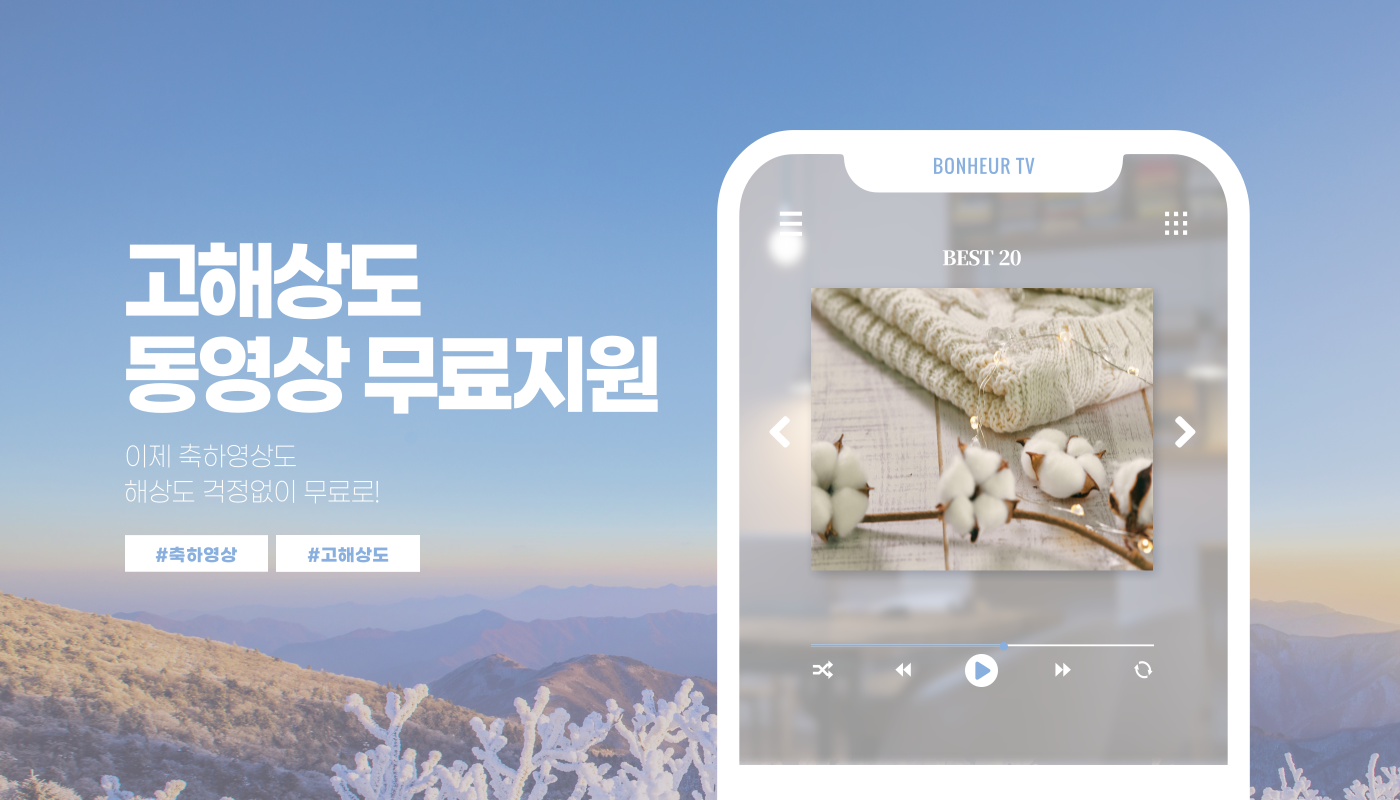 고해상도
동영상 무료지원
이제 축하영상도
해상도 걱정없이 무료로!
#축하영상 #고해상도
BONHEUR TV
BEST 20